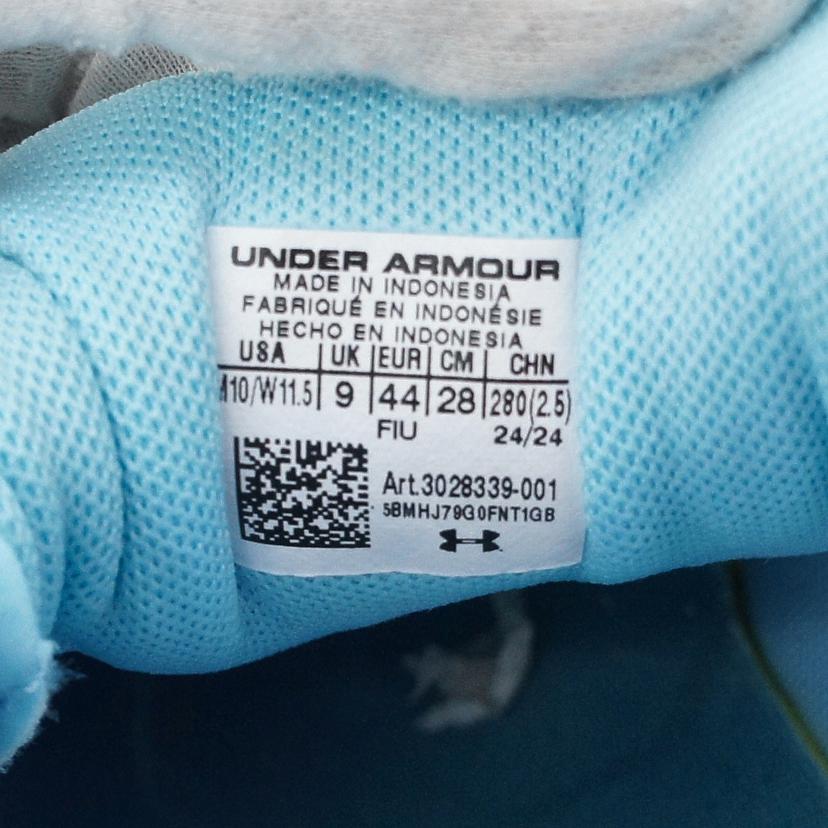 UNDER ARMOUR
MADE IN INDONESIA
FABRIQUÉ EN INDONÉSIE
HECHO EN INDONESIA
USA UK EUR CM CHN
M10/W11.5 9 44 28 280(2.5)
FIU 24/24
Art.3028339-001
5BMHJ79G0FNT1GB